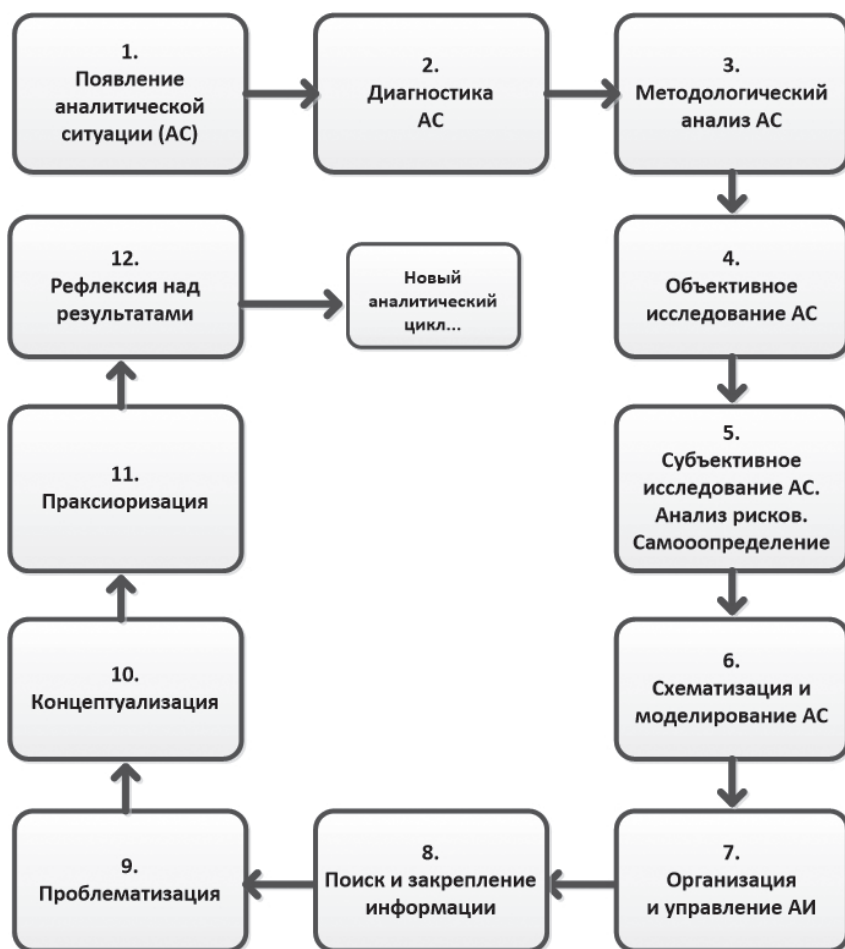 1.
Появление
аналитической
ситуации (АС)
2.
Диагностика
АС
3.
Методологический
анализ АС
4.
Объективное
исследование АС
5.
Субъективное
исследование АС.
Анализ рисков.
Самооопределение
6.
Схематизация и
моделирование АС
7.
Организация
и управление АИ
8.
Поиск и закрепление
информации
9.
Проблематизация
10.
Концептуализация
11.
Праксиоризация
12.
Рефлексия над
результатами
Новый
аналитический
цикл...